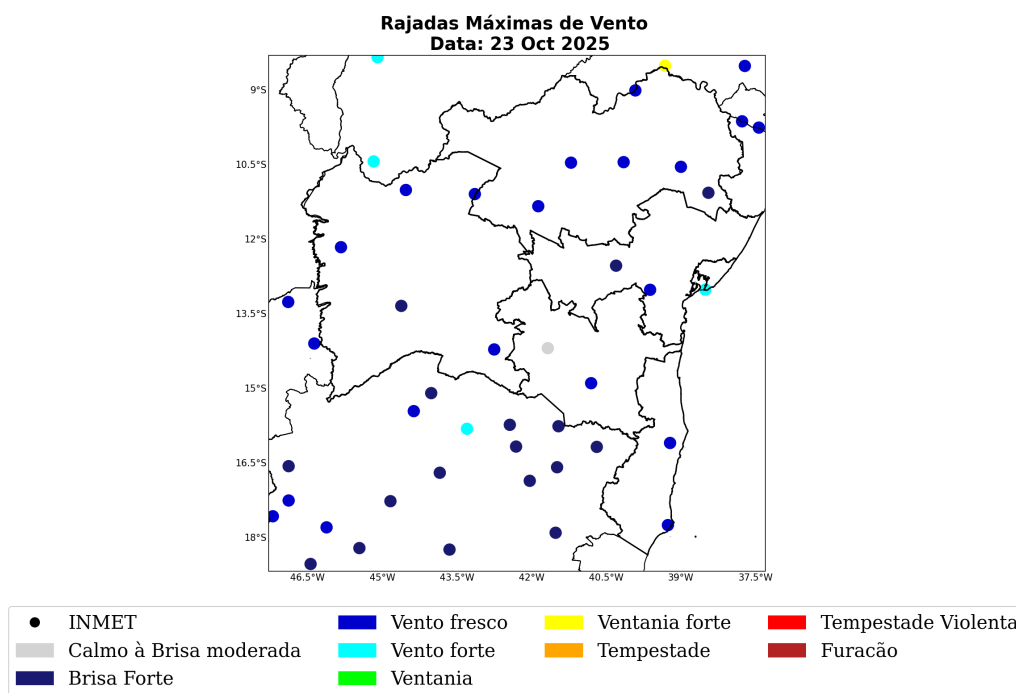 Rajadas Máximas de Vento
Data: 23 Oct 2025
9°S
10.5°S
12°S
13.5°S
15°S
16.5°S
18°S
46.5°W 45°W 43.5°W 42°W 40.5°W 39°W 37.5°W
INMET
Calmo à Brisa moderada
Brisa Forte
Vento fresco
Vento forte
Ventania
Ventania forte
Tempestade
Tempestade Violenta
Furacão